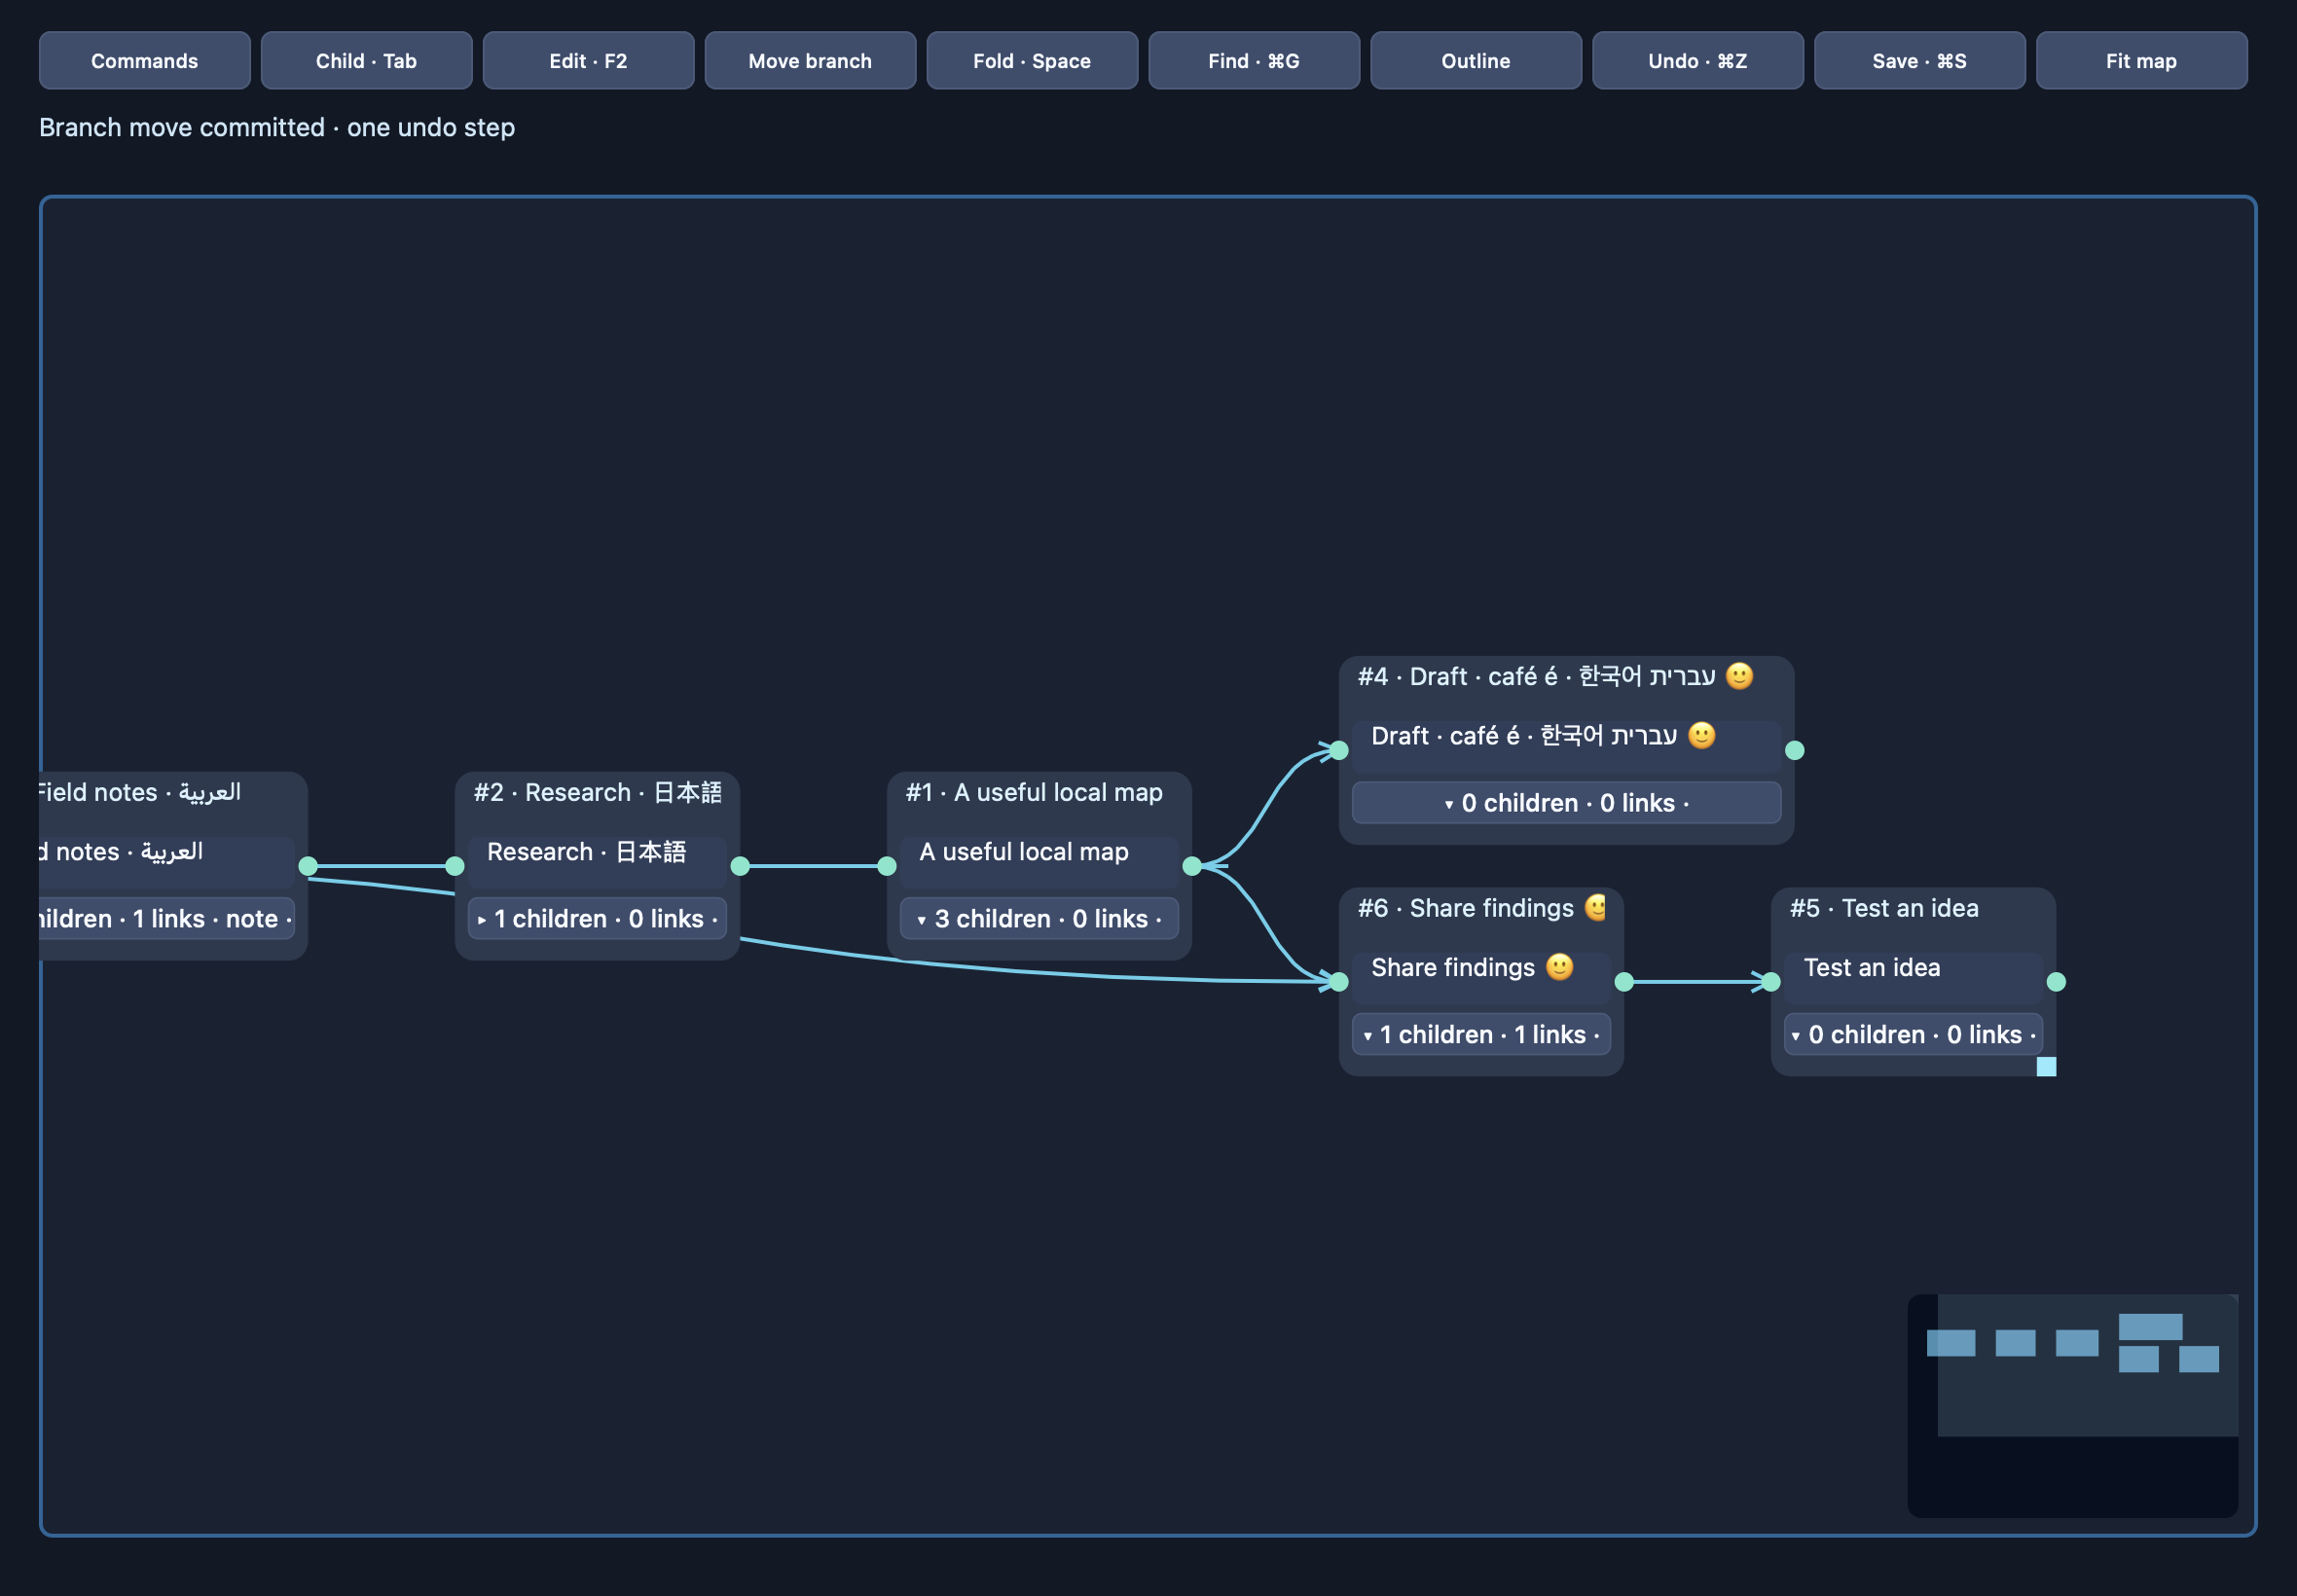 Commands
Child · Tab
Edit · F2
Move branch
Fold · Space
Find · ⌘G
Outline
Undo · ⌘Z
Save · ⌘S
Fit map
Branch move committed · one undo step
#4 · Draft · café é · 한국어 עברית 🙂
Draft · café é · 한국어 עברית 🙂
▾ 0 children · 0 links ·
Field notes · العربية
notes · العربية
1 links · note ·
#2 · Research · 日本語
Research · 日本語
▸ 1 children · 0 links ·
#1 · A useful local map
A useful local map
▾ 3 children · 0 links ·
#6 · Share findings 🙂
Share findings 🙂
▾ 1 children · 1 links ·
#5 · Test an idea
Test an idea
▾ 0 children · 0 links ·